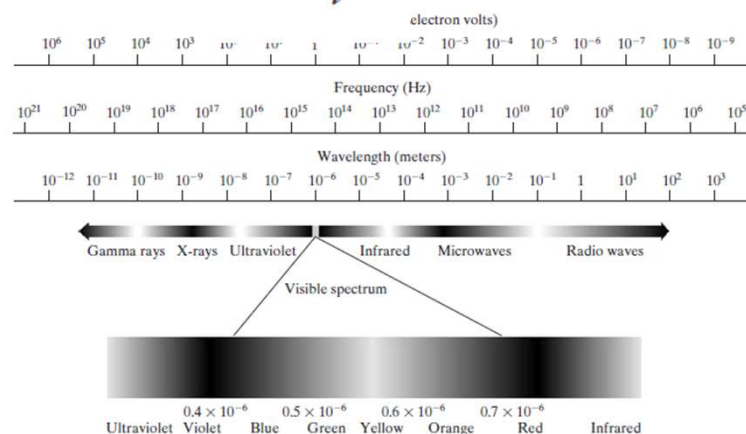 electron volts)
10⁶ 10⁵ 10⁴ 10³ 1 10⁻² 10⁻³ 10⁻⁴ 10⁻⁵ 10⁻⁶ 10⁻⁷ 10⁻⁸ 10⁻⁹
Frequency (Hz)
10²¹ 10²⁰ 10¹⁹ 10¹⁸ 10¹⁷ 10¹⁶ 10¹⁵ 10¹⁴ 10¹³ 10¹² 10¹¹ 10¹⁰ 10⁹ 10⁸ 10⁷ 10⁶ 10⁵
Wavelength (meters)
10⁻¹² 10⁻¹¹ 10⁻¹⁰ 10⁻⁹ 10⁻⁸ 10⁻⁷ 10⁻⁶ 10⁻⁵ 10⁻⁴ 10⁻³ 10⁻² 10⁻¹ 1 10¹ 10² 10³
Gamma rays X-rays Ultraviolet Infrared Microwaves Radio waves
Visible spectrum
0.4 × 10⁻⁶ 0.5 × 10⁻⁶ 0.6 × 10⁻⁶ 0.7 × 10⁻⁶
Ultraviolet Violet Blue Green Yellow Orange Red Infrared